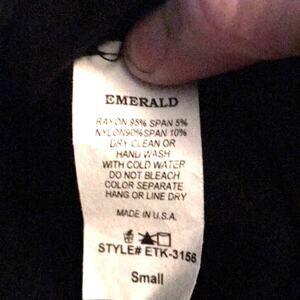 EMERALD
RAYON 95% SPAN 5%
NYLON90%SPAN 10%
DRY CLEAN OR
HAND WASH
WITH COLD WATER
DO NOT BLEACH
COLOR SEPARATE
HANG OR LINE DRY
MADE IN U.S.A.
STYLE# ETK-3156
Small